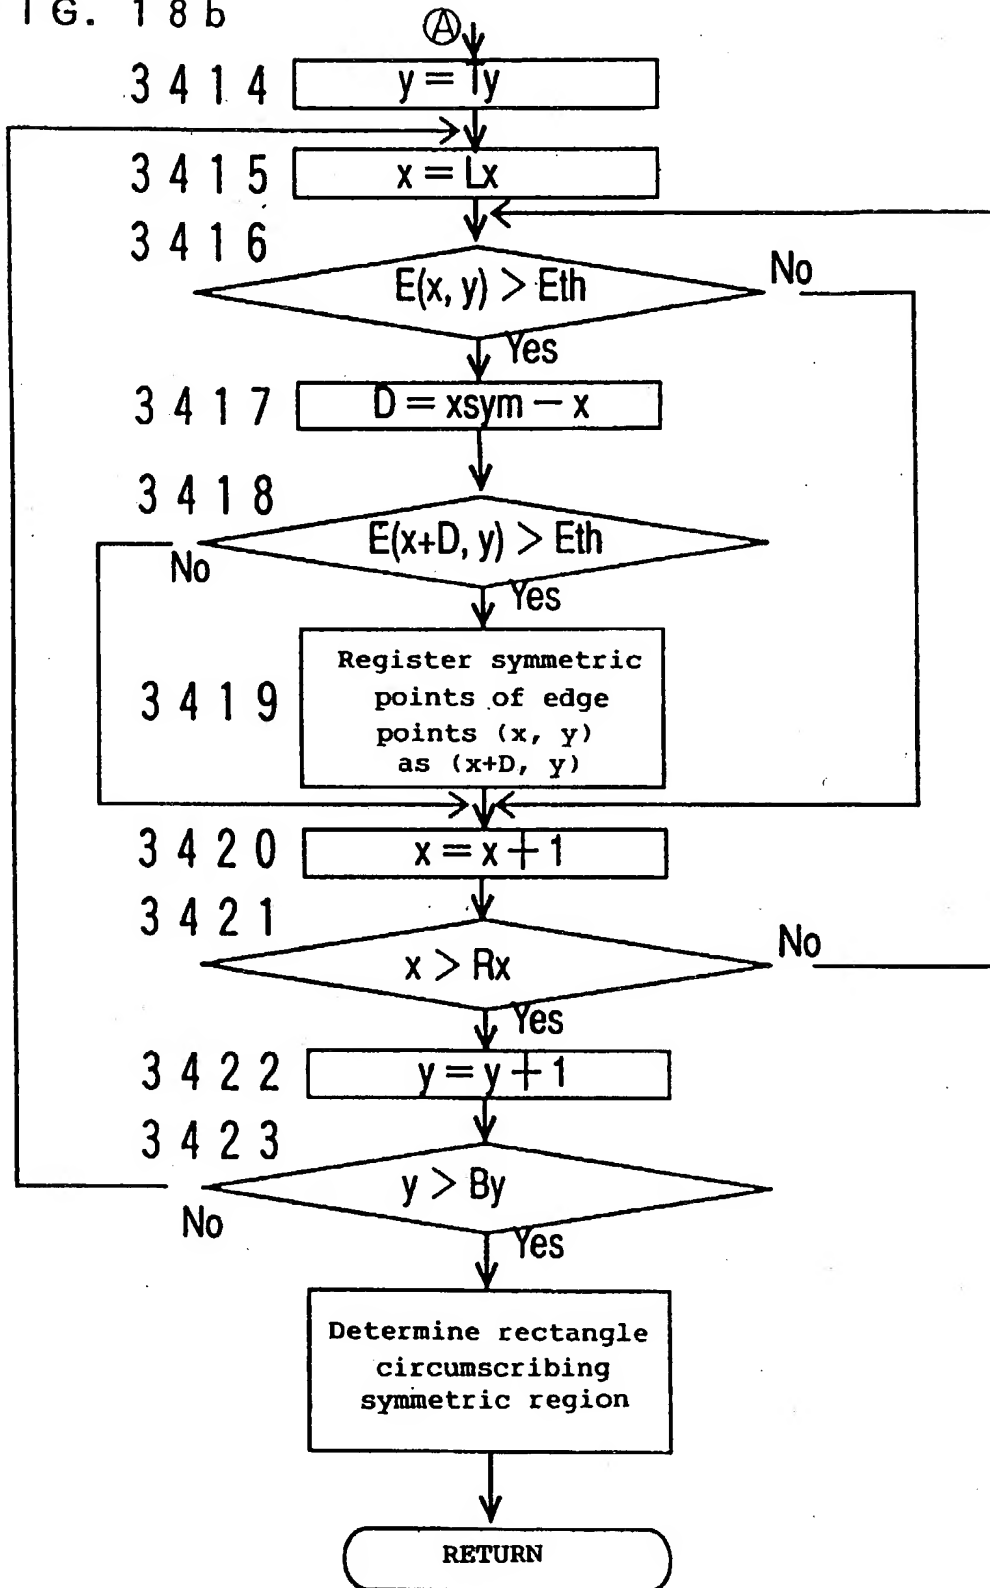 IG. 18b
A
3414 y = Ty
3415 x = Lx
3416
E(x, y) > Eth
No
Yes
3417 D = xsym - x
3418
E(x+D, y) > Eth
No
Yes
3419
Register symmetric
points of edge
points (x, y)
as (x+D, y)
3420 x = x + 1
3421
x > Rx
No
Yes
3422 y = y + 1
3423
y > By
No
Yes
Determine rectangle
circumscribing
symmetric region
RETURN